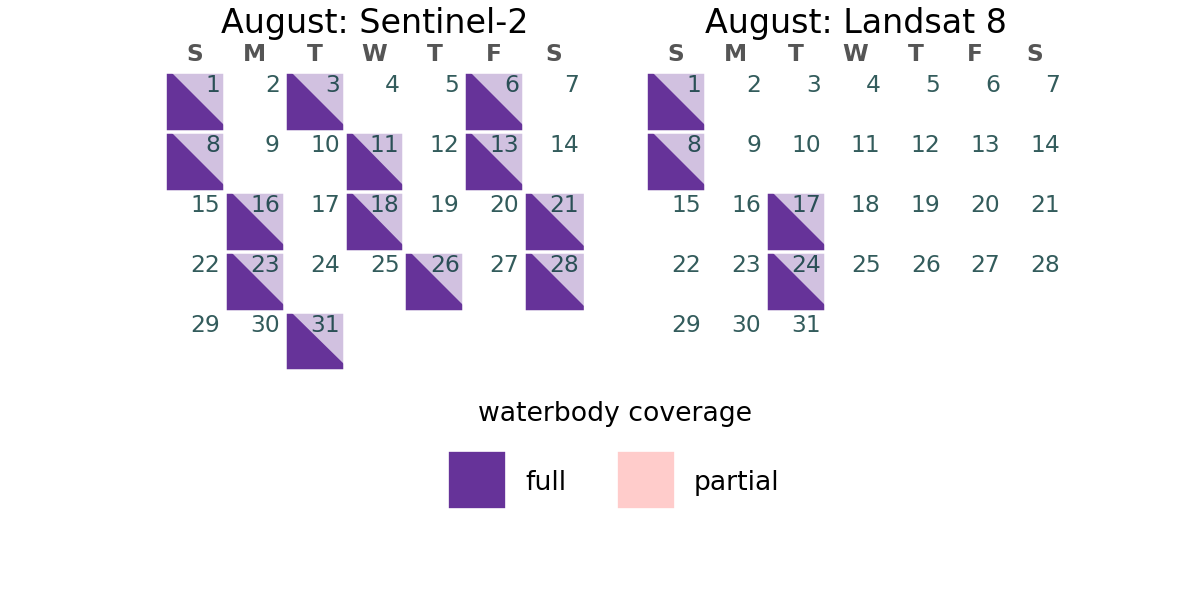 August: Sentinel-2
S M T W T F S
1 2 3 4 5 6 7
8 9 10 11 12 13 14
15 16 17 18 19 20 21
22 23 24 25 26 27 28
29 30 31
August: Landsat 8
S M T W T F S
1 2 3 4 5 6 7
8 9 10 11 12 13 14
15 16 17 18 19 20 21
22 23 24 25 26 27 28
29 30 31
waterbody coverage
full
partial